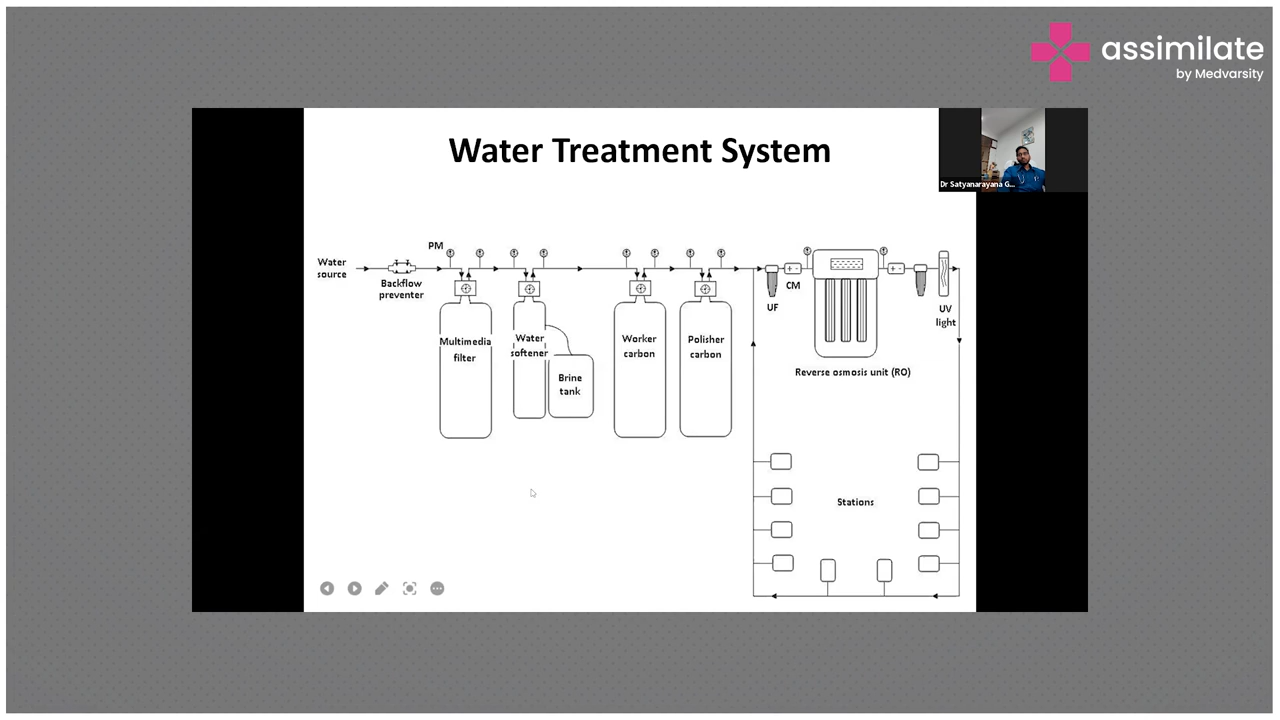 assimilate
by Medvarsity
Water Treatment System
Dr Satyanarayana G...
PM
Water
source
Backflow
preventer
Multimedia
filter
Water
softener
Brine
tank
Worker
carbon
Polisher
carbon
UF
CM
Reverse osmosis unit (RO)
UV
light
Stations